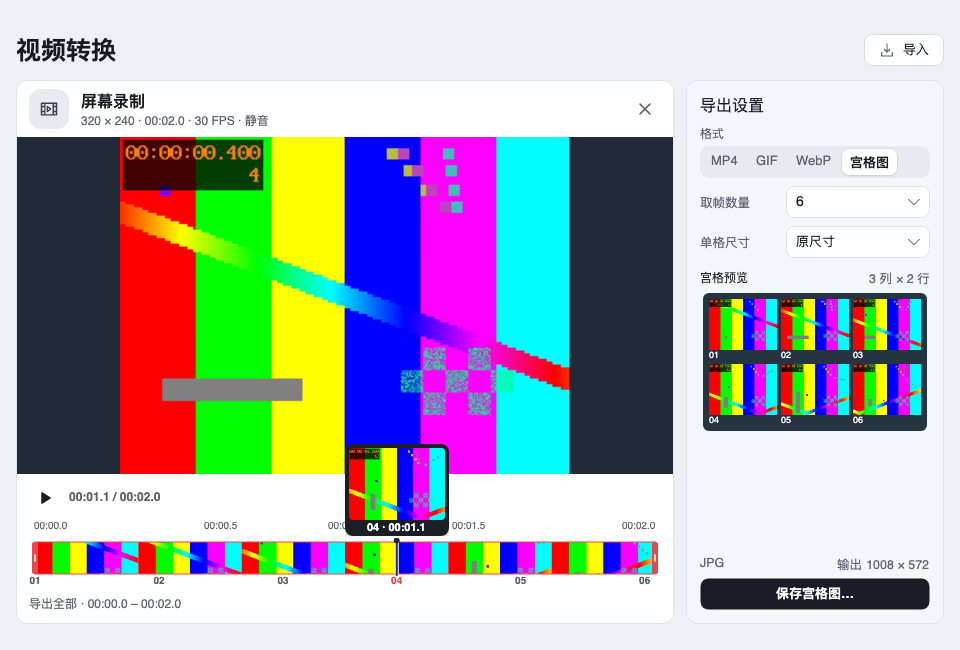 视频转换
导入
屏幕录制
320 × 240 · 00:02.0 · 30 FPS · 静音
00:00:00.400
4
00:01.1 / 00:02.0
00:00.0
00:00.5
00:01.5
00:02.0
04 · 00:01.1
01
02
03
04
05
06
导出全部 · 00:00.0 – 00:02.0
导出设置
格式
MP4
GIF
WebP
宫格图
取帧数量
6
单格尺寸
原尺寸
宫格预览
3 列 × 2 行
01
02
03
04
05
06
JPG
输出 1008 × 572
保存宫格图...